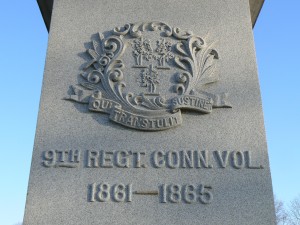 QUI TRANSTULIT SUSTINET
9TH REGT. CONN. VOL.
1861—1865